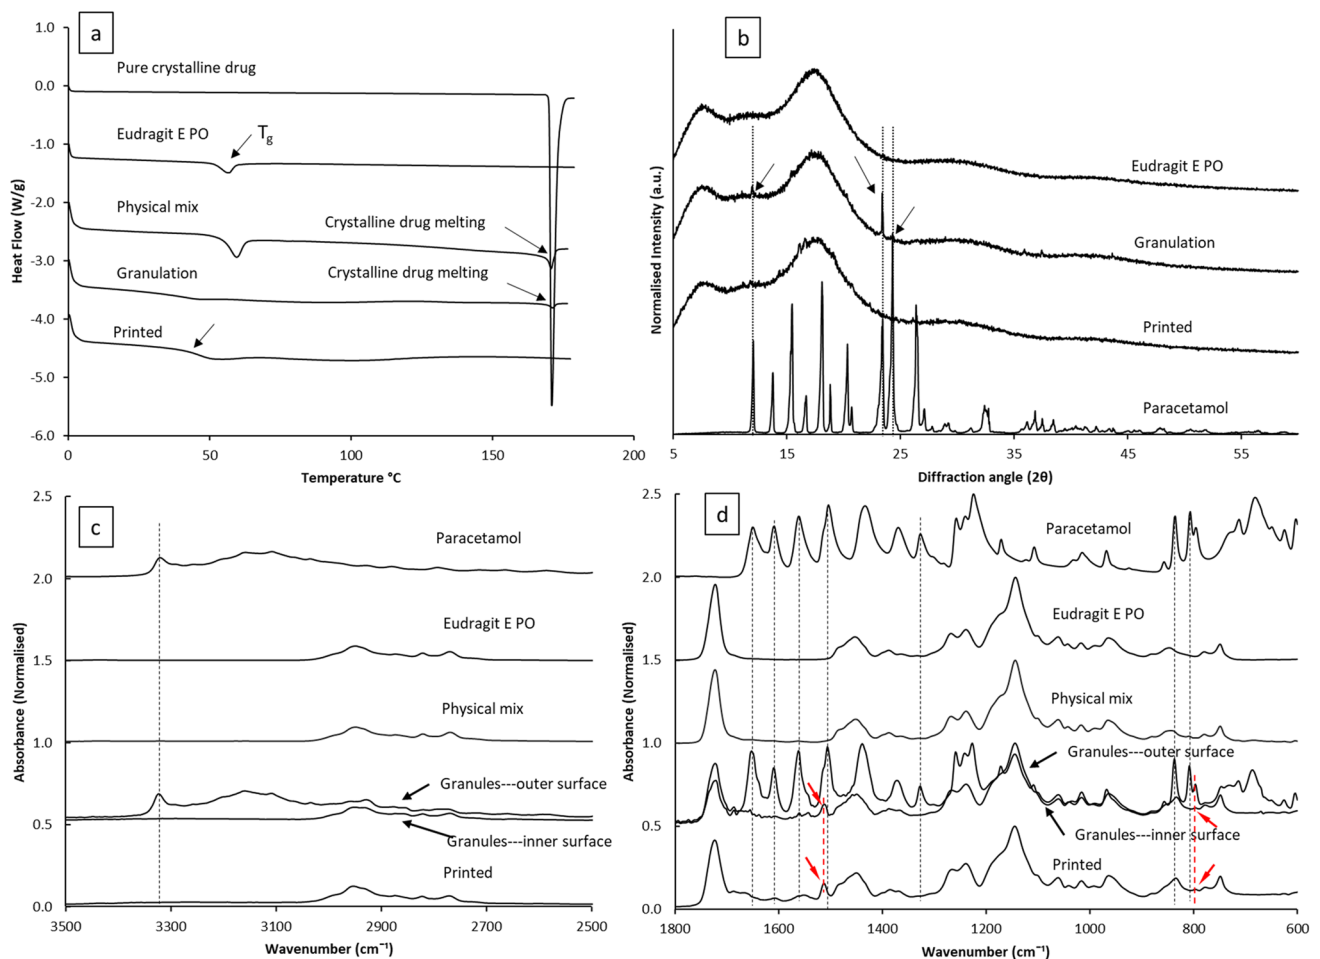 a
1.0
0.0
-1.0
-2.0
-3.0
-4.0
-5.0
-6.0
Heat Flow (W/g)
Pure crystalline drug
Eudragit E PO
Tg
Physical mix
Crystalline drug melting
Granulation
Crystalline drug melting
Printed
0
50
100
150
200
Temperature °C
b
Normalised Intensity (a.u.)
Eudragit E PO
Granulation
Printed
Paracetamol
5
15
25
35
45
55
Diffraction angle (2θ)
c
2.5
2.0
1.5
1.0
0.5
0.0
Absorbance (Normalised)
Paracetamol
Eudragit E PO
Physical mix
Granules---outer surface
Granules---inner surface
Printed
3500
3300
3100
2900
2700
2500
Wavenumber (cm⁻¹)
d
2.5
2.0
1.5
1.0
0.5
0.0
Absorbance (Normalised)
Paracetamol
Eudragit E PO
Physical mix
Granules---outer surface
Granules---inner surface
Printed
1800
1600
1400
1200
1000
800
600
Wavenumber (cm⁻¹)